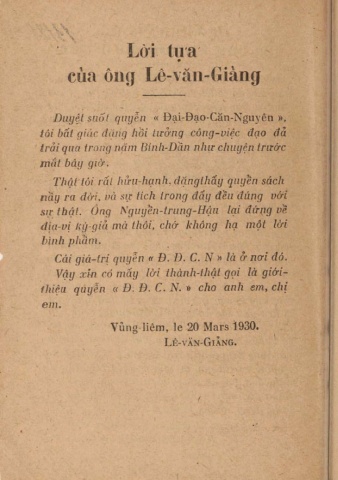 Lời tựa
của ông Lê-văn-Giảng
Duyệt suốt quyển « Đại-Đạo-Căn-Nguyên »,
tôi bất giác đặng hồi tưởng công-việc đạo đã
trải qua trong năm Bính-Dần như chuyện trước
mắt bây giờ.
Thật tôi rất hữu-hạnh, đặngthấy quyển sách
nầy ra đời, và sự tích trong đấy đều đúng với
sự thật. Ông Nguyễn-trung-Hậu lại đứng về
địa-vị ký-giả mà thôi, chớ không hạ một lời
bình phẩm.
Cái giá-trị quyển « Đ. Đ. C. N » là ở nơi đó.
Vậy xin có mấy lời thành-thật gọi là giới-
thiệu quyển « Đ. Đ. C. N. » cho anh em, chị
em.
Vũng-liêm, le 20 Mars 1930.
LÊ-VĂN-GIẢNG.